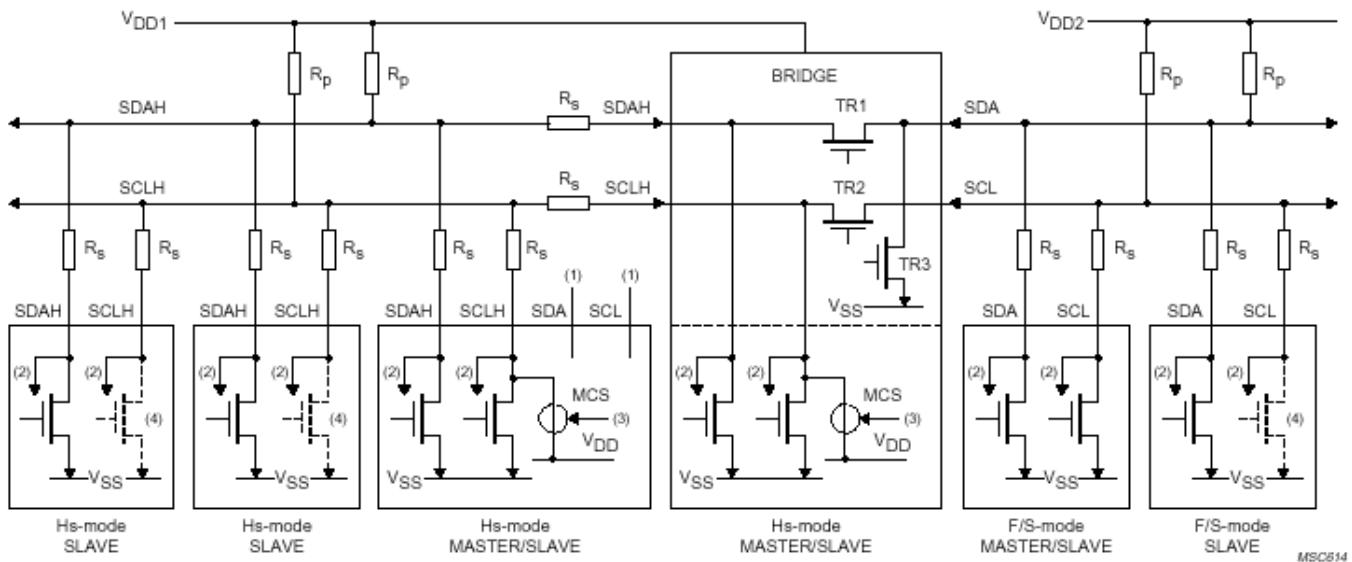 VDD1
VDD2
Rp Rp
BRIDGE
Rp Rp
SDAH
Rs
SDAH
TR1
SDA
SCLH
Rs
SCLH
TR2
SCL
Rs Rs Rs Rs Rs Rs
TR3
Rs Rs Rs Rs
(1) (1)
VSS
SDAH SCLH SDAH SCLH SDAH SCLH SDA SCL
SDA SCL SDA SCL
(2) (2) (2) (2) (2) (2) (2) (2) (2) (2) (2) (2)
MCS MCS
(4) (4) (3) (3) (4)
VDD VDD
VSS VSS VSS VSS VSS VSS
Hs-mode Hs-mode Hs-mode Hs-mode F/S-mode F/S-mode
SLAVE SLAVE MASTER/SLAVE MASTER/SLAVE MASTER/SLAVE SLAVE
MSC614